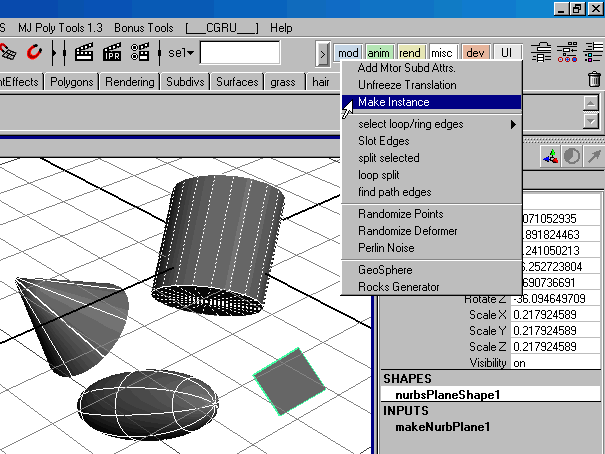 S MJ Poly Tools 1.3 Bonus Tools [___CGRU___] Help
IPR sel
mod anim rend misc dev UI
ntEffects Polygons Rendering Subdivs Surfaces grass hair
Add Mtor Subd Attrs.
Unfreeze Translation
Make Instance
select loop/ring edges
Slot Edges
split selected
loop split
find path edges
Randomize Points
Randomize Deformer
Perlin Noise
GeoSphere
Rocks Generator
071052935
.891824463
.241050213
6.252723804
690736691
Rotate Z -36.094649709
Scale X 0.217924589
Scale Y 0.217924589
Scale Z 0.217924589
Visibility on
SHAPES
nurbsPlaneShape1
INPUTS
makeNurbPlane1